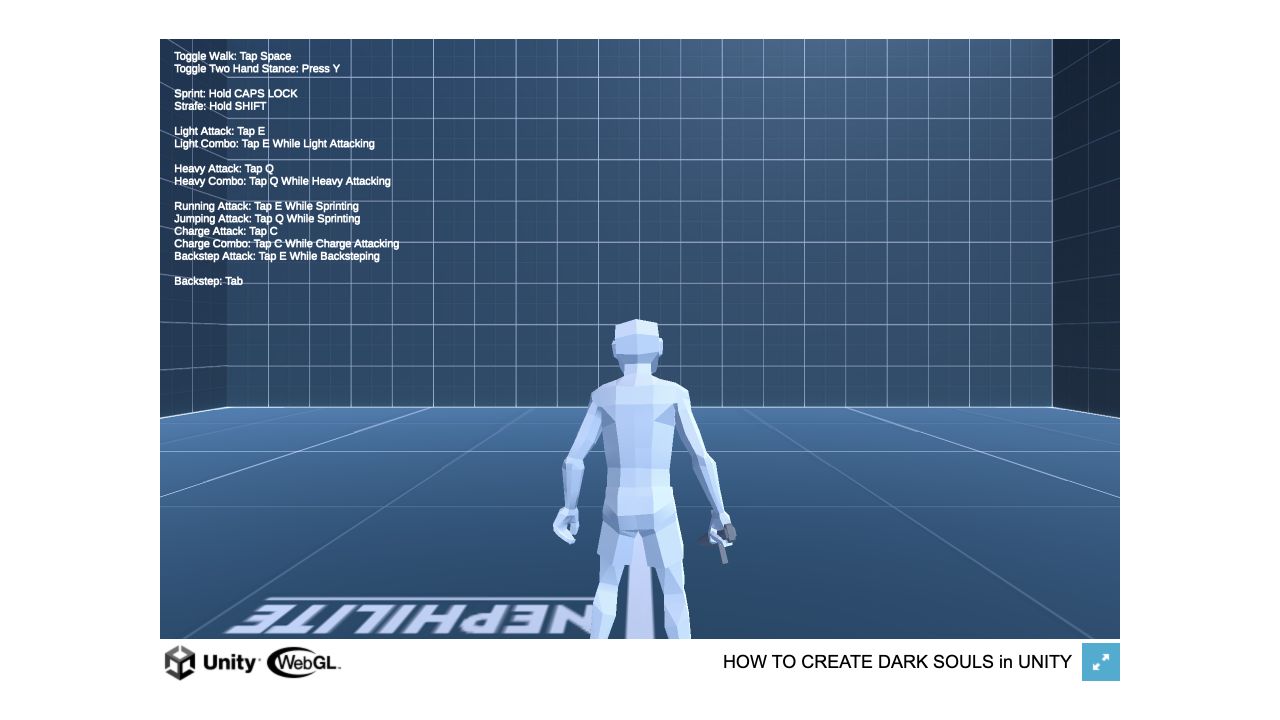 Toggle Walk: Tap Space
Toggle Two Hand Stance: Press Y
Sprint: Hold CAPS LOCK
Strafe: Hold SHIFT
Light Attack: Tap E
Light Combo: Tap E While Light Attacking
Heavy Attack: Tap Q
Heavy Combo: Tap Q While Heavy Attacking
Running Attack: Tap E While Sprinting
Jumping Attack: Tap Q While Sprinting
Charge Attack: Tap C
Charge Combo: Tap C While Charge Attacking
Backstep Attack: Tap E While Backsteping
Backstep: Tab
NEPHILITE
Unity WebGL
HOW TO CREATE DARK SOULS in UNITY